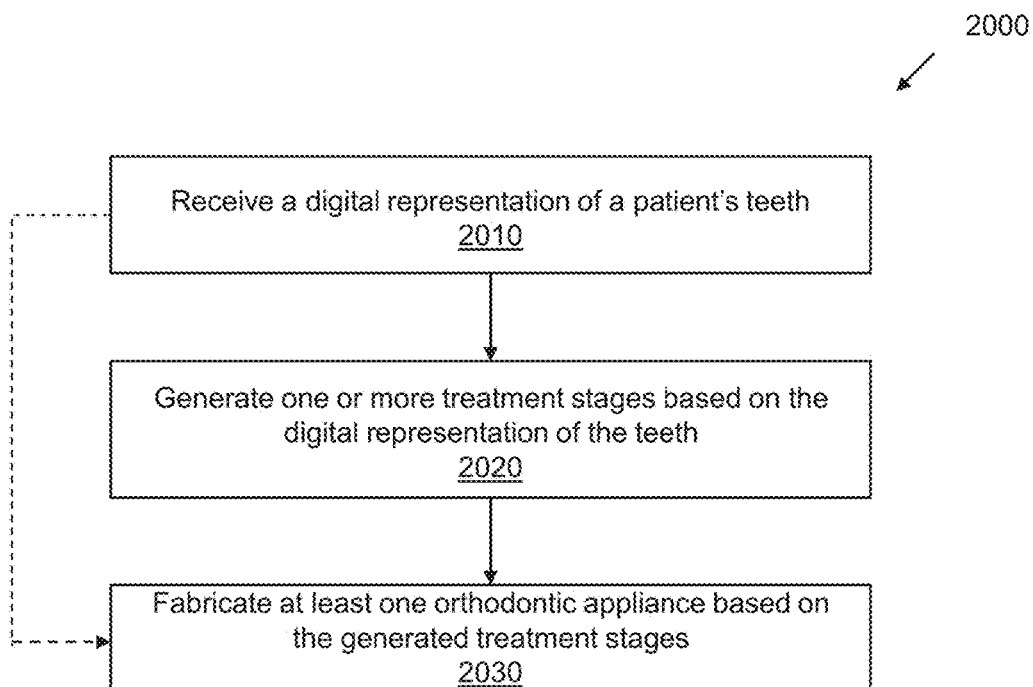 2000
Receive a digital representation of a patient's teeth
2010
Generate one or more treatment stages based on the
digital representation of the teeth
2020
Fabricate at least one orthodontic appliance based on
the generated treatment stages
2030